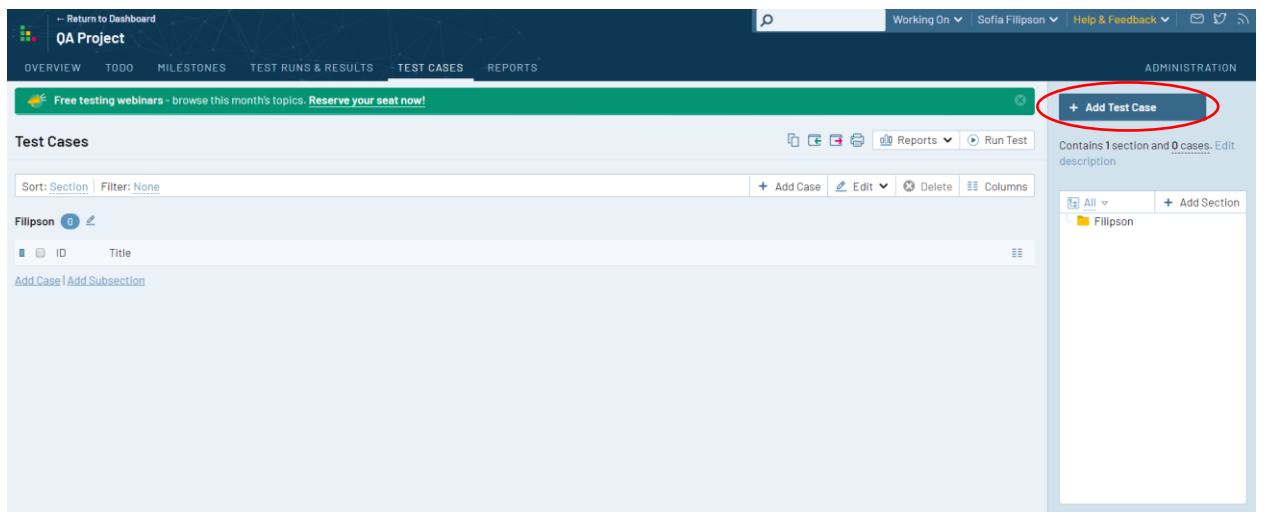 ← Return to Dashboard
QA Project
Working On
Sofia Filipson
Help & Feedback
OVERVIEW TODO MILESTONES TEST RUNS & RESULTS TEST CASES REPORTS ADMINISTRATION
Free testing webinars - browse this month's topics. Reserve your seat now!
+ Add Test Case
Test Cases
Reports
Run Test
Contains 1 section and 0 cases. Edit
description
Sort: Section Filter: None
+ Add Case
Edit
Delete
Columns
All
+ Add Section
Filipson 0
Filipson
ID Title
Add Case | Add Subsection